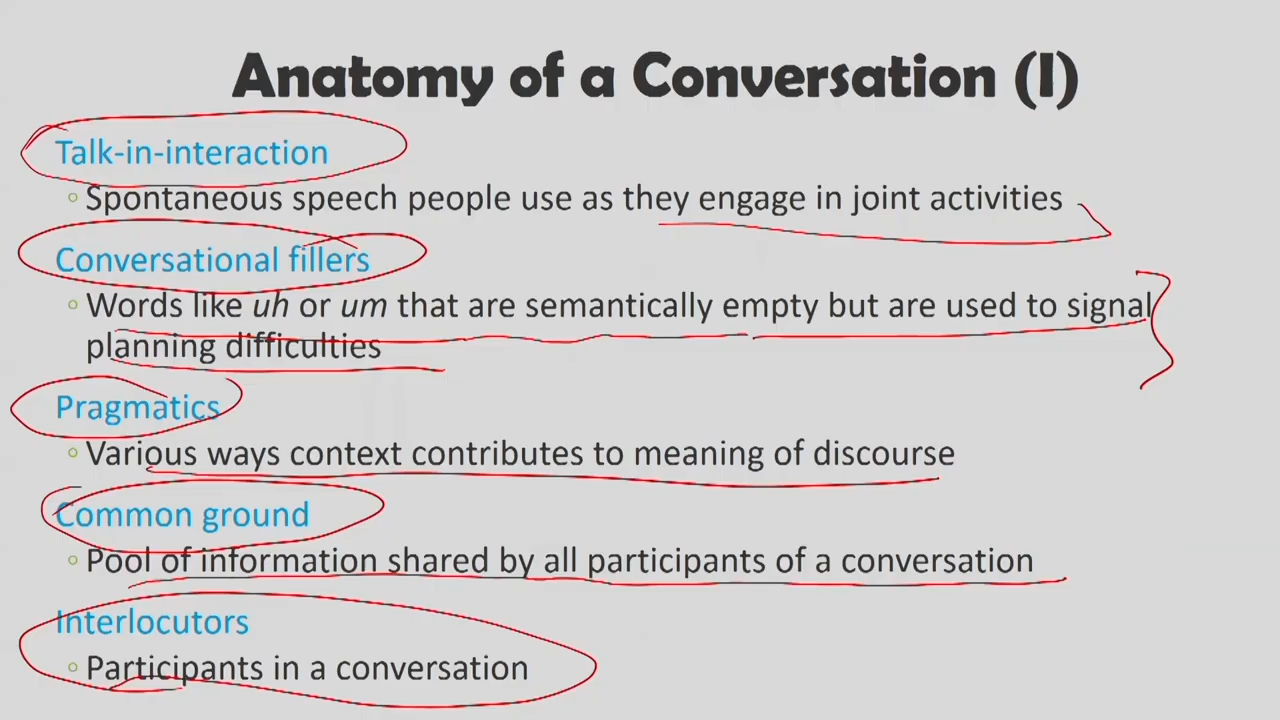 Anatomy of a Conversation (I)
Talk-in-interaction
◦ Spontaneous speech people use as they engage in joint activities
Conversational fillers
◦ Words like uh or um that are semantically empty but are used to signal
planning difficulties
Pragmatics
◦ Various ways context contributes to meaning of discourse
Common ground
◦ Pool of information shared by all participants of a conversation
Interlocutors
◦ Participants in a conversation